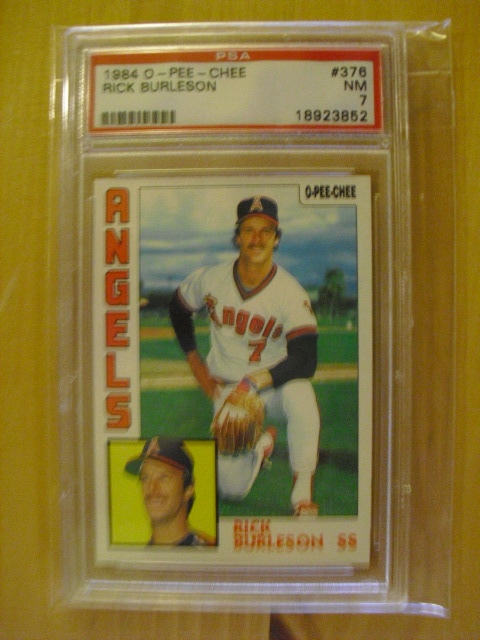 PSA
1984 O-PEE-CHEE #376
RICK BURLESON NM
7
18923852
O-PEE-CHEE
ANGELS
A
Angels
7
A
RICK
BURLESON SS